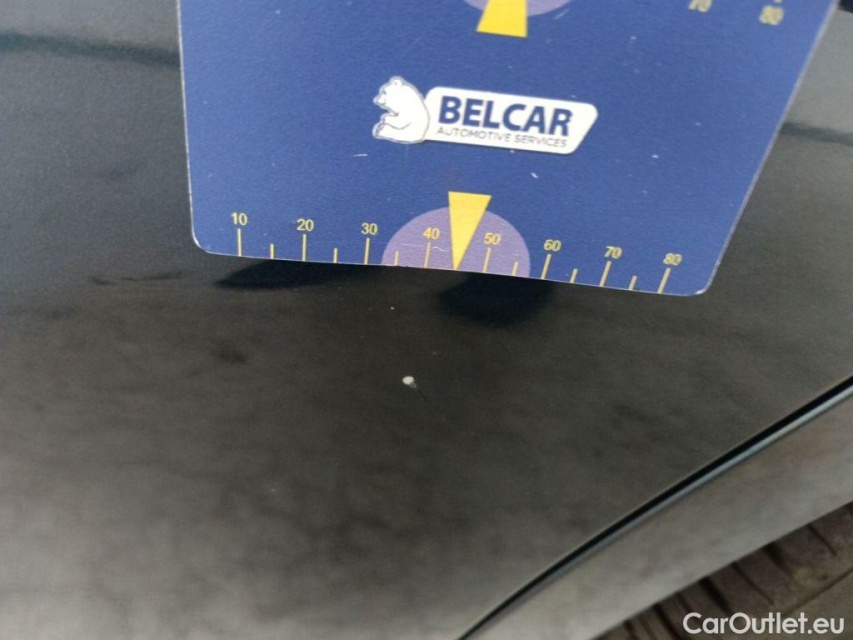 70 80
BELCAR
AUTOMOTIVE SERVICES
10 20 30 40 50 60 70 80
CarOutlet.eu